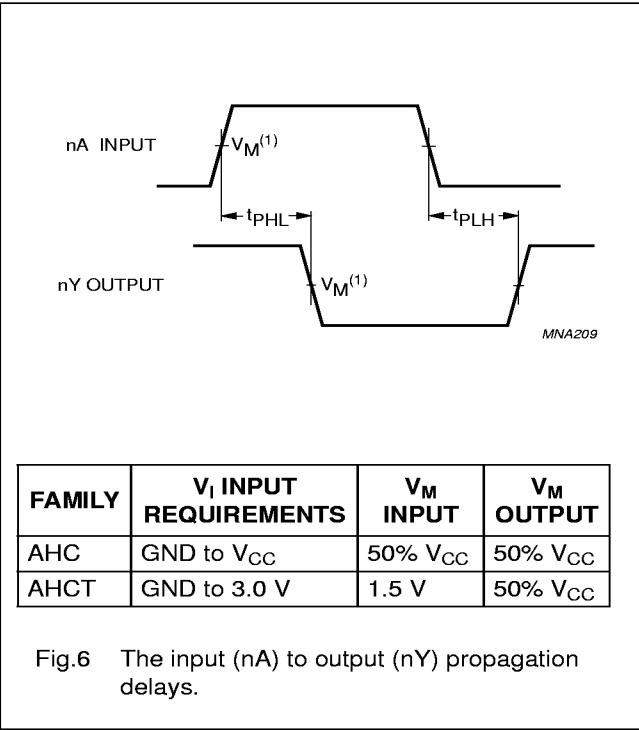 nA INPUT
VM(1)
tPHL
tPLH
nY OUTPUT
VM(1)
MNA209
FAMILY VI INPUT REQUIREMENTS VM INPUT VM OUTPUT
AHC GND to VCC 50% VCC 50% VCC
AHCT GND to 3.0 V 1.5 V 50% VCC
Fig.6 The input (nA) to output (nY) propagation
delays.